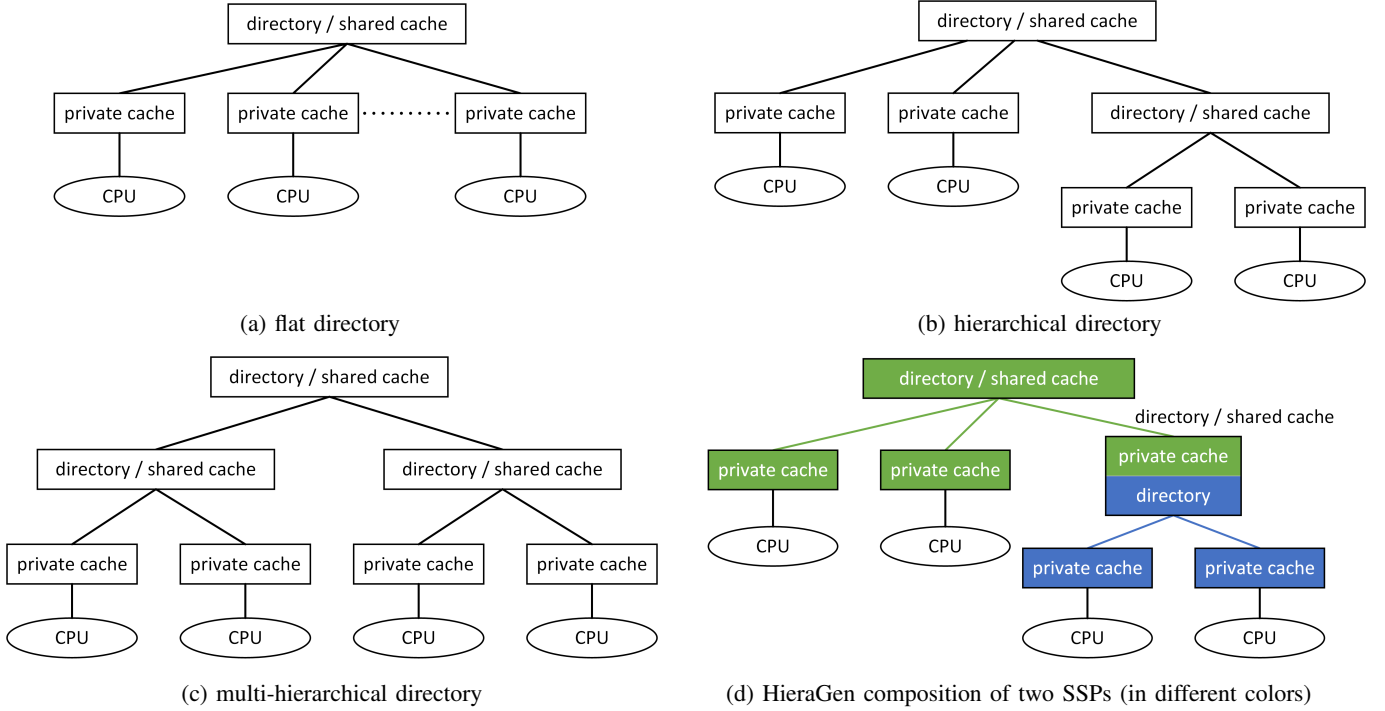 directory / shared cache
private cache
private cache
private cache
CPU
CPU
CPU
(a) flat directory
directory / shared cache
private cache
private cache
directory / shared cache
CPU
CPU
private cache
private cache
CPU
CPU
(b) hierarchical directory
directory / shared cache
directory / shared cache
directory / shared cache
private cache
private cache
private cache
private cache
CPU
CPU
CPU
CPU
(c) multi-hierarchical directory
directory / shared cache
directory / shared cache
private cache
private cache
private cache
directory
CPU
CPU
private cache
private cache
CPU
CPU
(d) HieraGen composition of two SSPs (in different colors)